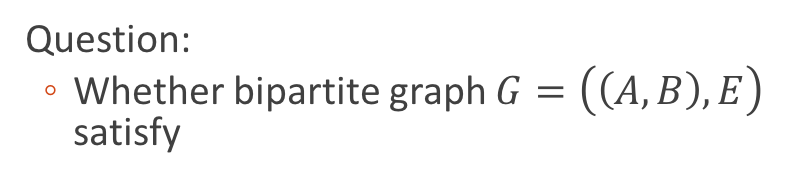 Question:
◦ Whether bipartite graph 𝐺 = ((𝐴, 𝐵), 𝐸)
satisfy